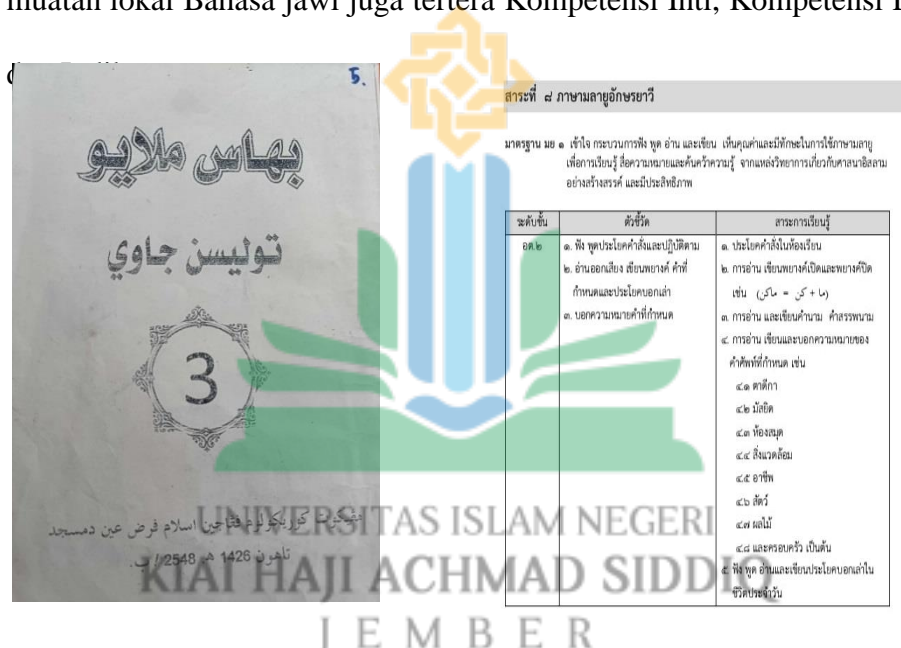 muatan lokal Bahasa jawi juga tertera Kompetensi Inti, Kompetensi
5.
بهاس ملايو
توليسن جاوي
3
مڠيكوت كوريكولوم ڤڠاجين اسلام فرض عين دمسجد
تاهون 1426 هـ / 2548 ب.
สาระที่ ๘ ภาษามลายูอักษรยาวี
มาตรฐาน มย ๑ เข้าใจ กระบวนการฟัง พูด อ่าน และเขียน เห็นคุณค่าและมีทักษะในการใช้ภาษามลายู
เพื่อการเรียนรู้ สื่อความหมายและค้นคว้าความรู้ จากแหล่งวิทยาการเกี่ยวกับศาสนาอิสลาม
อย่างสร้างสรรค์ และมีประสิทธิภาพ
ระดับชั้น ตัวชี้วัด สาระการเรียนรู้
อต.๒ ๑. ฟัง พูดประโยคคำสั่งและปฏิบัติตาม ๑. ประโยคคำสั่งในห้องเรียน
๒. อ่านออกเสียง เขียนพยางค์ คำที่ ๒. การอ่าน เขียนพยางค์เปิดและพยางค์ปิด
กำหนดและประโยคบอกเล่า เช่น (ما + كن = ماكن)
๓. บอกความหมายคำที่กำหนด ๓. การอ่าน และเขียนคำนาม คำสรรพนาม
๔. การอ่าน เขียนและบอกความหมายของ
คำศัพท์ที่กำหนด เช่น
๔.๑ ตาดีกา
๔.๒ มัสยิด
๔.๓ ห้องสมุด
๔.๔ สิ่งแวดล้อม
๔.๕ อาชีพ
๔.๖ สัตว์
๔.๗ ผลไม้
๔.๘ และครอบครัว เป็นต้น
๕. ฟัง พูด อ่านและเขียนประโยคบอกเล่าใน
ชีวิตประจำวัน
UNIVERSITAS ISLAM NEGERI
KIAI HAJI ACHMAD SIDDIQ
JEMBER